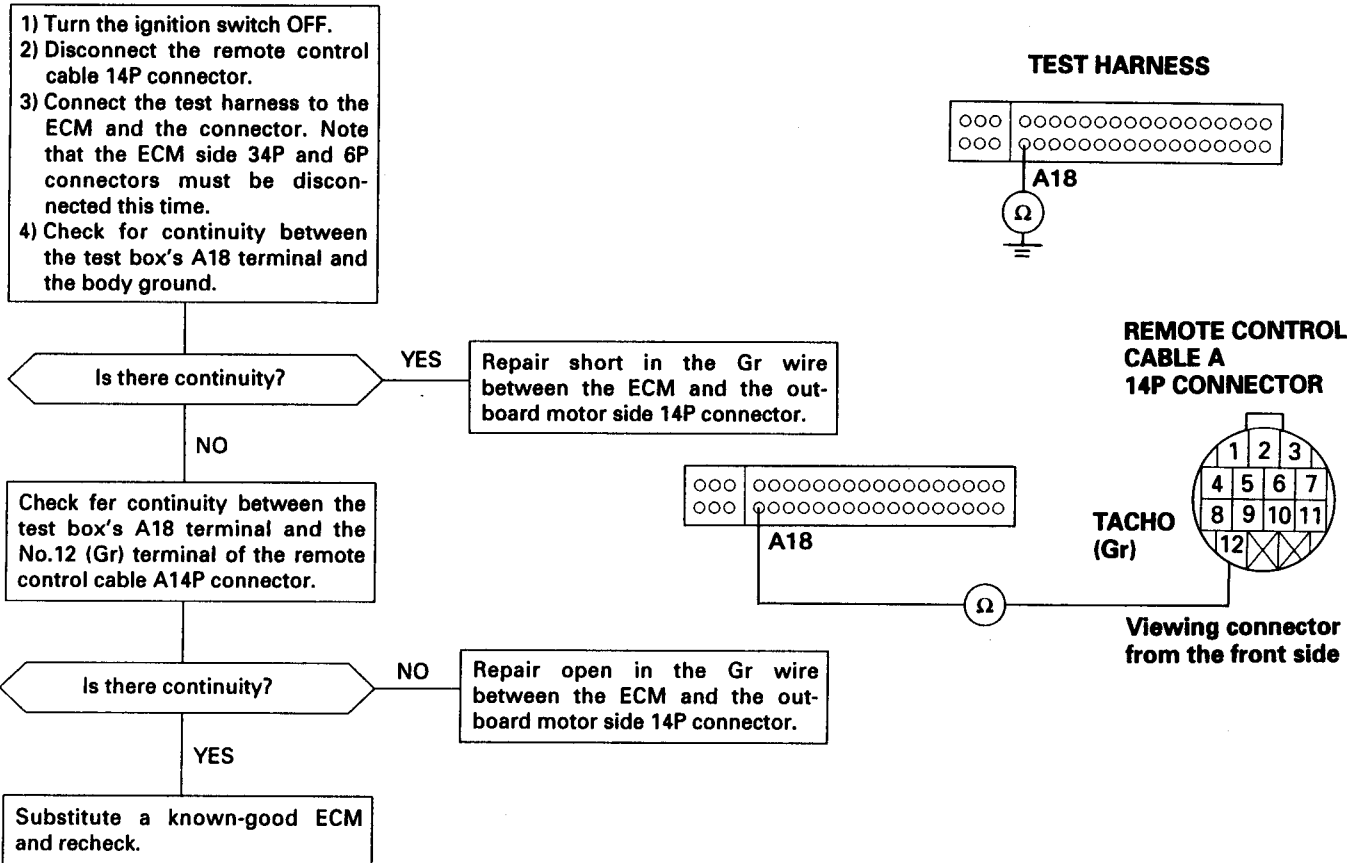 1) Turn the ignition switch OFF.
2) Disconnect the remote control
cable 14P connector.
3) Connect the test harness to the
ECM and the connector. Note
that the ECM side 34P and 6P
connectors must be discon-
nected this time.
4) Check for continuity between
the test box's A18 terminal and
the body ground.
Is there continuity?
YES
Repair short in the Gr wire
between the ECM and the out-
board motor side 14P connector.
NO
Check fer continuity between the
test box's A18 terminal and the
No.12 (Gr) terminal of the remote
control cable A14P connector.
Is there continuity?
NO
Repair open in the Gr wire
between the ECM and the out-
board motor side 14P connector.
YES
Substitute a known-good ECM
and recheck.
TEST HARNESS
A18
Ω
REMOTE CONTROL
CABLE A
14P CONNECTOR
1 2 3
4 5 6 7
8 9 10 11
12
TACHO
(Gr)
A18
Ω
Viewing connector
from the front side